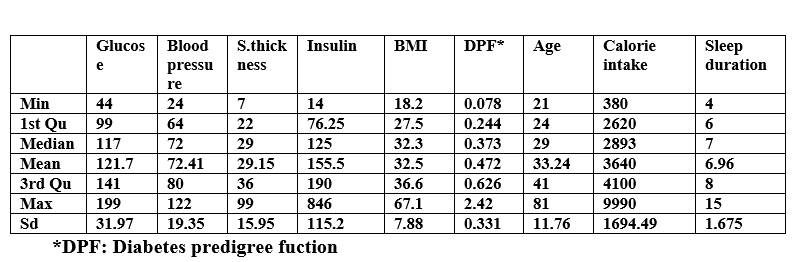 Glucos Blood S.thick Insulin BMI DPF* Age Calorie Sleep
e pressu ness intake duration
re
Min 44 24 7 14 18.2 0.078 21 380 4
1st Qu 99 64 22 76.25 27.5 0.244 24 2620 6
Median 117 72 29 125 32.3 0.373 29 2893 7
Mean 121.7 72.41 29.15 155.5 32.5 0.472 33.24 3640 6.96
3rd Qu 141 80 36 190 36.6 0.626 41 4100 8
Max 199 122 99 846 67.1 2.42 81 9990 15
Sd 31.97 19.35 15.95 115.2 7.88 0.331 11.76 1694.49 1.675
*DPF: Diabetes predigree fuction